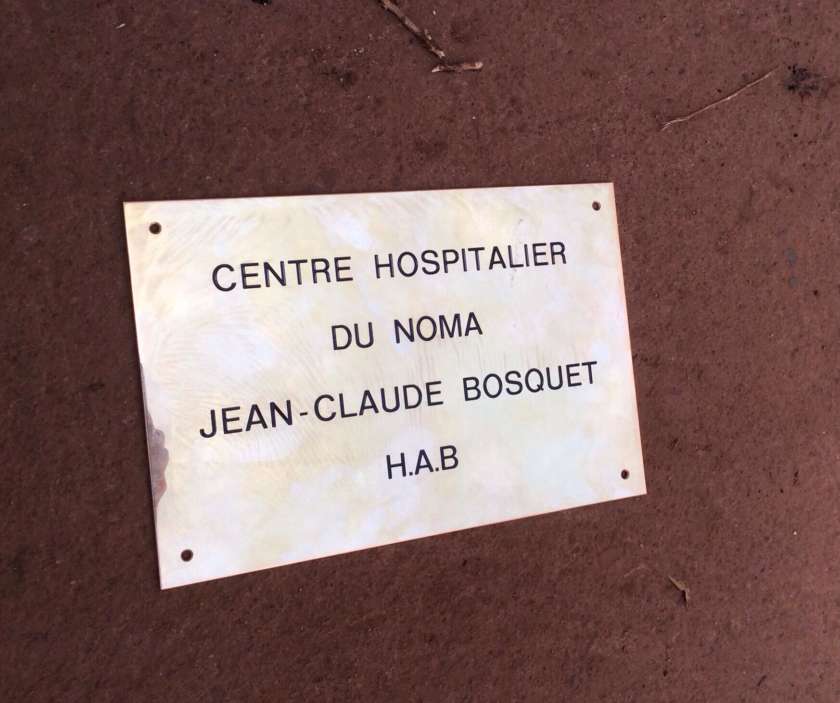 CENTRE HOSPITALIER
DU NOMA
JEAN-CLAUDE BOSQUET
H.A.B